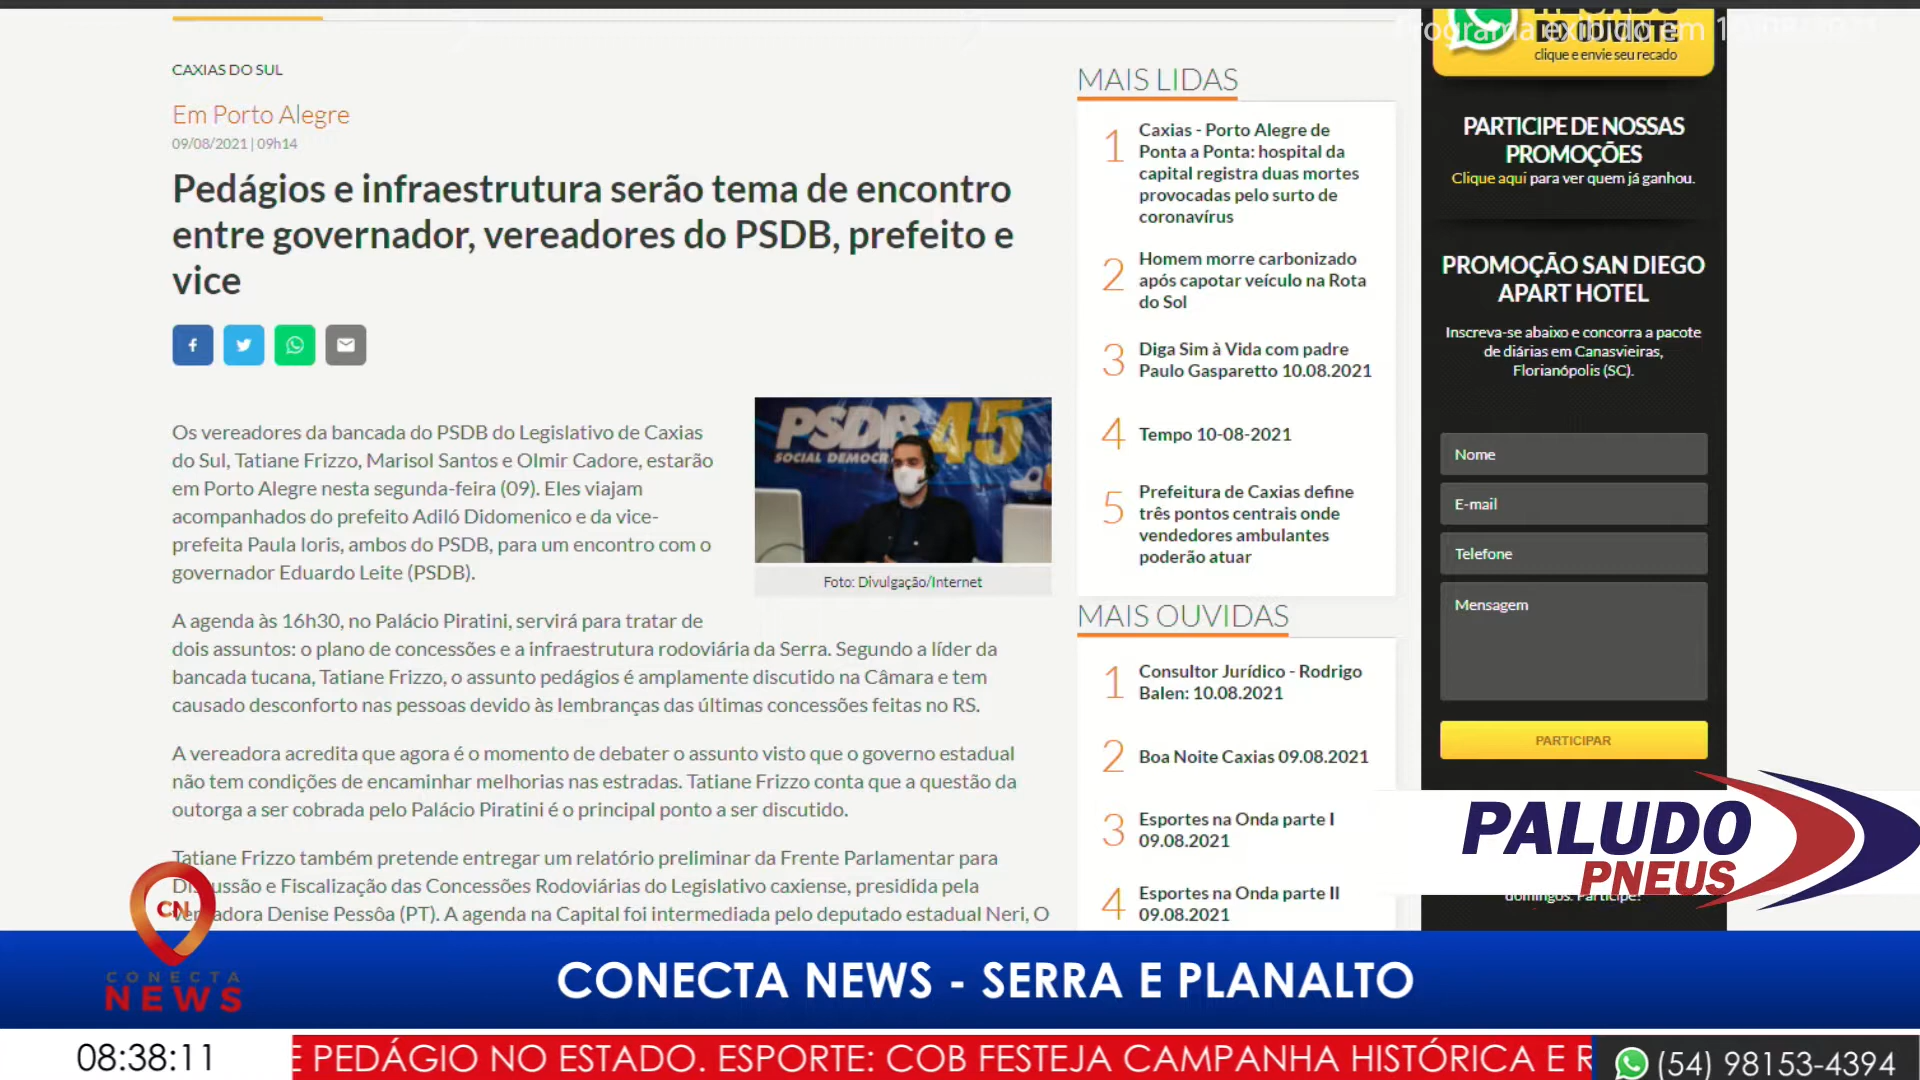 Programa exibido em 1
CAXIAS DO SUL
Em Porto Alegre
09/08/2021 | 09h14
Pedágios e infraestrutura serão tema de encontro
entre governador, vereadores do PSDB, prefeito e
vice
Os vereadores da bancada do PSDB do Legislativo de Caxias
do Sul, Tatiane Frizzo, Marisol Santos e Olmir Cadore, estarão
em Porto Alegre nesta segunda-feira (09). Eles viajam
acompanhados do prefeito Adiló Didomenico e da vice-
prefeita Paula Ioris, ambos do PSDB, para um encontro com o
governador Eduardo Leite (PSDB).
PSDB 45
SOCIAL DEMOCR
Foto: Divulgação/Internet
A agenda às 16h30, no Palácio Piratini, servirá para tratar de
dois assuntos: o plano de concessões e a infraestrutura rodoviária da Serra. Segundo a líder da
bancada tucana, Tatiane Frizzo, o assunto pedágios é amplamente discutido na Câmara e tem
causado desconforto nas pessoas devido às lembranças das últimas concessões feitas no RS.
A vereadora acredita que agora é o momento de debater o assunto visto que o governo estadual
não tem condições de encaminhar melhorias nas estradas. Tatiane Frizzo conta que a questão da
outorga a ser cobrada pelo Palácio Piratini é o principal ponto a ser discutido.
Tatiane Frizzo também pretende entregar um relatório preliminar da Frente Parlamentar para
Discussão e Fiscalização das Concessões Rodoviárias do Legislativo caxiense, presidida pela
vereadora Denise Pessôa (PT). A agenda na Capital foi intermediada pelo deputado estadual Neri, O
MAIS LIDAS
1 Caxias - Porto Alegre de
Ponta a Ponta: hospital da
capital registra duas mortes
provocadas pelo surto de
coronavírus
2 Homem morre carbonizado
após capotar veículo na Rota
do Sol
3 Diga Sim à Vida com padre
Paulo Gasparetto 10.08.2021
4 Tempo 10-08-2021
5 Prefeitura de Caxias define
três pontos centrais onde
vendedores ambulantes
poderão atuar
MAIS OUVIDAS
1 Consultor Jurídico - Rodrigo
Balen: 10.08.2021
2 Boa Noite Caxias 09.08.2021
3 Esportes na Onda parte I
09.08.2021
4 Esportes na Onda parte II
09.08.2021
DO OUVINTE
clique e envie seu recado
PARTICIPE DE NOSSAS
PROMOÇÕES
Clique aqui para ver quem já ganhou.
PROMOÇÃO SAN DIEGO
APART HOTEL
Inscreva-se abaixo e concorra a pacote
de diárias em Canasvieiras,
Florianópolis (SC).
Nome
E-mail
Telefone
Mensagem
PARTICIPAR
PALUDO
PNEUS
domingos. Participe!
CN
CONECTA
NEWS
CONECTA NEWS - SERRA E PLANALTO
08:38:11
E PEDÁGIO NO ESTADO. ESPORTE: COB FESTEJA CAMPANHA HISTÓRICA E R
(54) 98153-4394